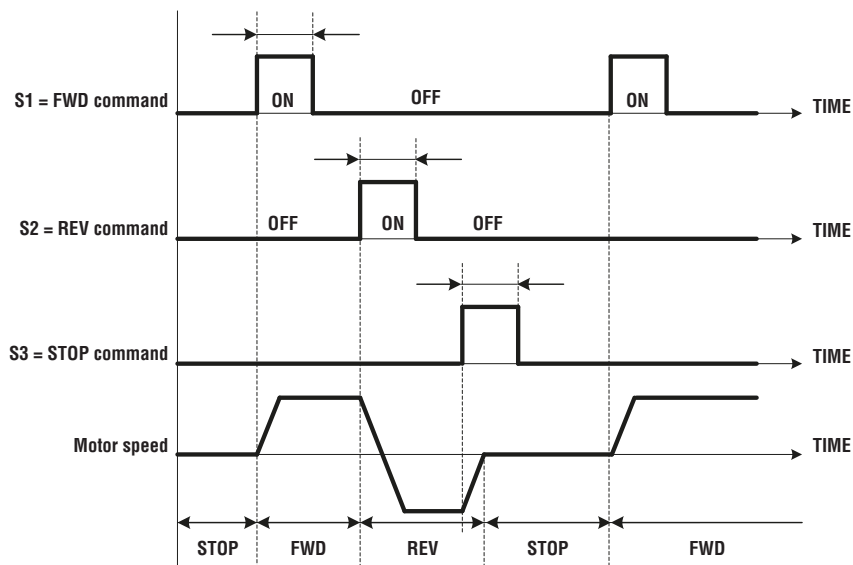 S1 = FWD command
ON
OFF
ON
TIME
S2 = REV command
OFF
ON
OFF
TIME
S3 = STOP command
TIME
Motor speed
TIME
STOP
FWD
REV
STOP
FWD